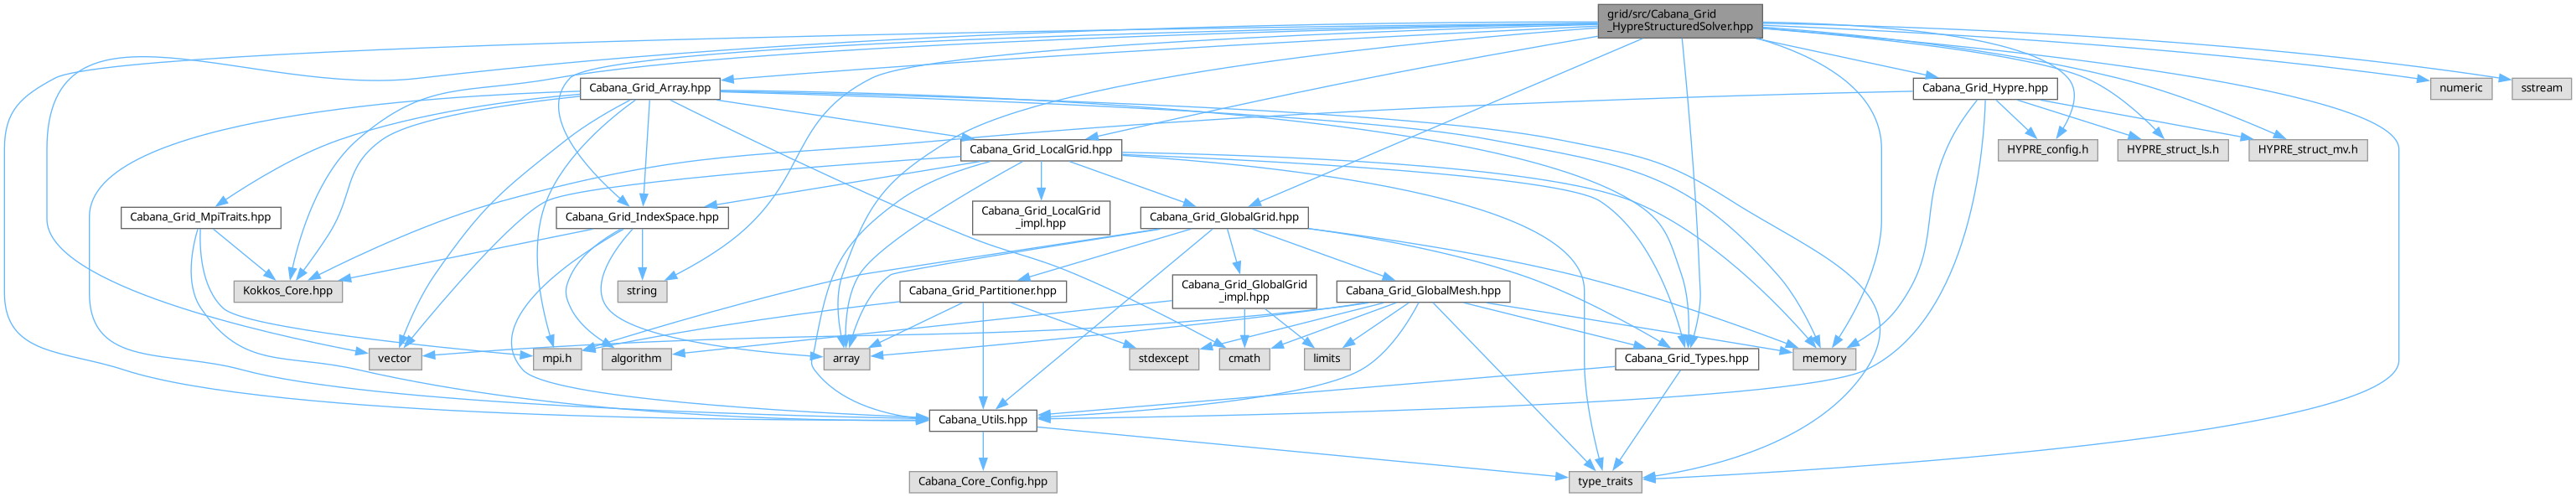 grid/src/Cabana_Grid
_HypreStructuredSolver.hpp
Cabana_Grid_Array.hpp
Cabana_Grid_Hypre.hpp
numeric
sstream
Cabana_Grid_LocalGrid.hpp
HYPRE_config.h
HYPRE_struct_ls.h
HYPRE_struct_mv.h
Cabana_Grid_MpiTraits.hpp
Cabana_Grid_IndexSpace.hpp
Cabana_Grid_LocalGrid
_impl.hpp
Cabana_Grid_GlobalGrid.hpp
Kokkos_Core.hpp
string
Cabana_Grid_Partitioner.hpp
Cabana_Grid_GlobalGrid
_impl.hpp
Cabana_Grid_GlobalMesh.hpp
vector
mpi.h
algorithm
array
stdexcept
cmath
limits
Cabana_Grid_Types.hpp
memory
Cabana_Utils.hpp
Cabana_Core_Config.hpp
type_traits